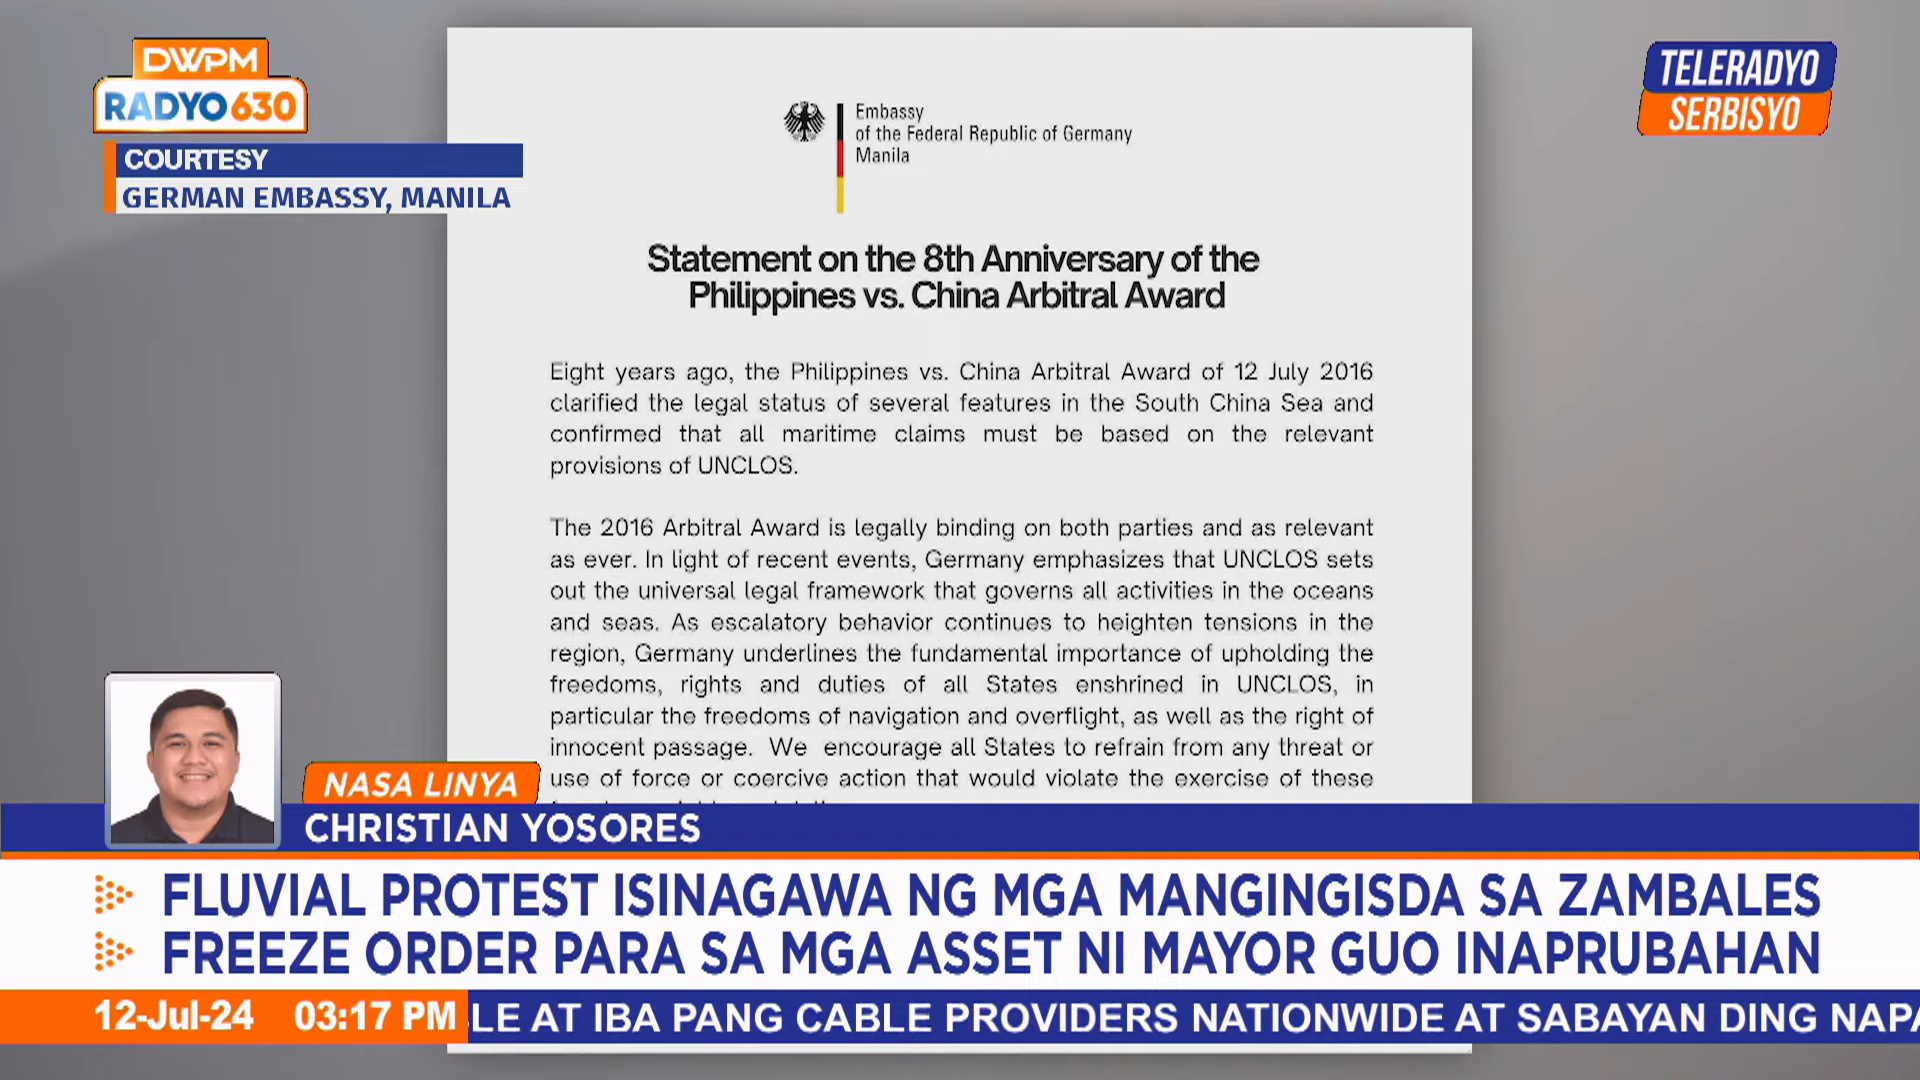 DWPM
RADYO 630
COURTESY
GERMAN EMBASSY, MANILA
TELERADYO
SERBISYO
Embassy
of the Federal Republic of Germany
Manila
Statement on the 8th Anniversary of the
Philippines vs. China Arbitral Award
Eight years ago, the Philippines vs. China Arbitral Award of 12 July 2016
clarified the legal status of several features in the South China Sea and
confirmed that all maritime claims must be based on the relevant
provisions of UNCLOS.
The 2016 Arbitral Award is legally binding on both parties and as relevant
as ever. In light of recent events, Germany emphasizes that UNCLOS sets
out the universal legal framework that governs all activities in the oceans
and seas. As escalatory behavior continues to heighten tensions in the
region, Germany underlines the fundamental importance of upholding the
freedoms, rights and duties of all States enshrined in UNCLOS, in
particular the freedoms of navigation and overflight, as well as the right of
innocent passage. We encourage all States to refrain from any threat or
use of force or coercive action that would violate the exercise of these
NASA LINYA
CHRISTIAN YOSORES
FLUVIAL PROTEST ISINAGAWA NG MGA MANGINGISDA SA ZAMBALES
FREEZE ORDER PARA SA MGA ASSET NI MAYOR GUO INAPRUBAHAN
12-Jul-24 03:17 PM LE AT IBA PANG CABLE PROVIDERS NATIONWIDE AT SABAYAN DING NAPA